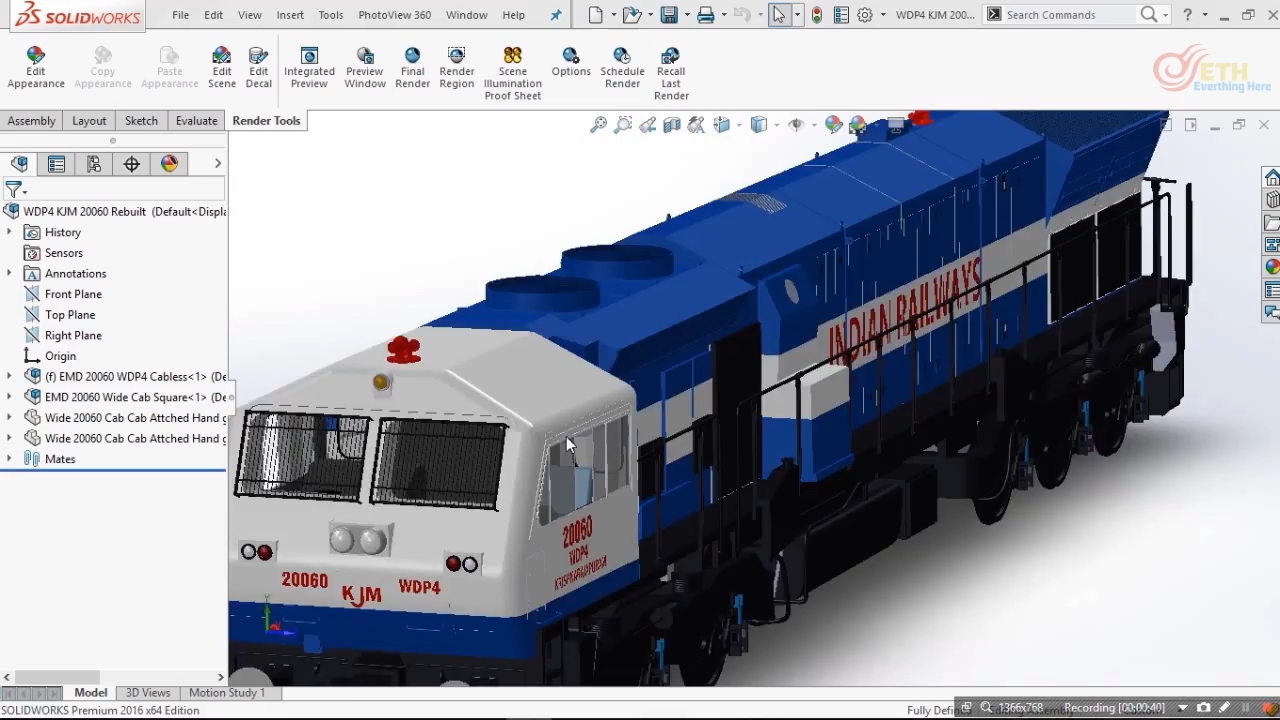 SOLIDWORKS
File Edit View Insert Tools PhotoView 360 Window Help
WDP4 KJM 200...
Search Commands
?
Edit Appearance
Copy Appearance
Paste Appearance
Edit Scene
Edit Decal
Integrated Preview
Preview Window
Final Render
Render Region
Scene Illumination Proof Sheet
Options
Schedule Render
Recall Last Render
ETH
Everthing Here
Assembly Layout Sketch Evaluate Render Tools
WDP4 KJM 20060 Rebuilt (Default<Displa
History
Sensors
Annotations
Front Plane
Top Plane
Right Plane
Origin
(f) EMD 20060 WDP4 Cabless<1> (De
EMD 20060 Wide Cab Square<1> (De
Wide 20060 Cab Cab Attched Hand g
Wide 20060 Cab Cab Attched Hand g
Mates
INDIAN RAILWAYS
20060
WDP4
20060 KJM WDP4
Model 3D Views Motion Study 1
SOLIDWORKS Premium 2016 x64 Edition
Fully Defin
1366x768 Recording [00:00:40]